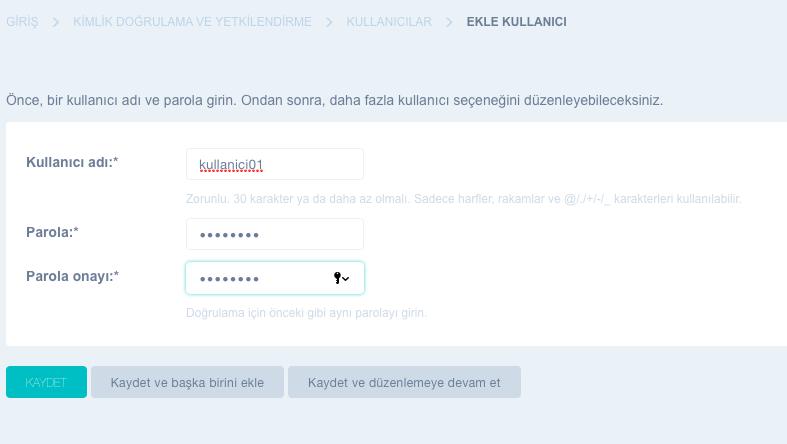 GİRİŞ > KİMLİK DOĞRULAMA VE YETKİLENDİRME > KULLANICILAR > EKLE KULLANICI
Önce, bir kullanıcı adı ve parola girin. Ondan sonra, daha fazla kullanıcı seçeneğini düzenleyebileceksiniz.
Kullanıcı adı:* kullanici01
Zorunlu. 30 karakter ya da daha az olmalı. Sadece harfler, rakamlar ve @/./+/-/_ karakterleri kullanılabilir.
Parola:* ••••••••
Parola onayı:* ••••••••
Doğrulama için önceki gibi aynı parolayı girin.
KAYDET Kaydet ve başka birini ekle Kaydet ve düzenlemeye devam et